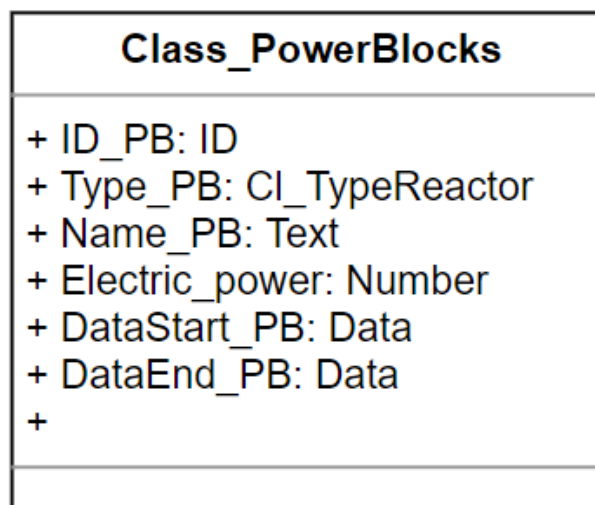 Class_PowerBlocks
+ ID_PB: ID
+ Type_PB: Cl_TypeReactor
+ Name_PB: Text
+ Electric_power: Number
+ DataStart_PB: Data
+ DataEnd_PB: Data
+